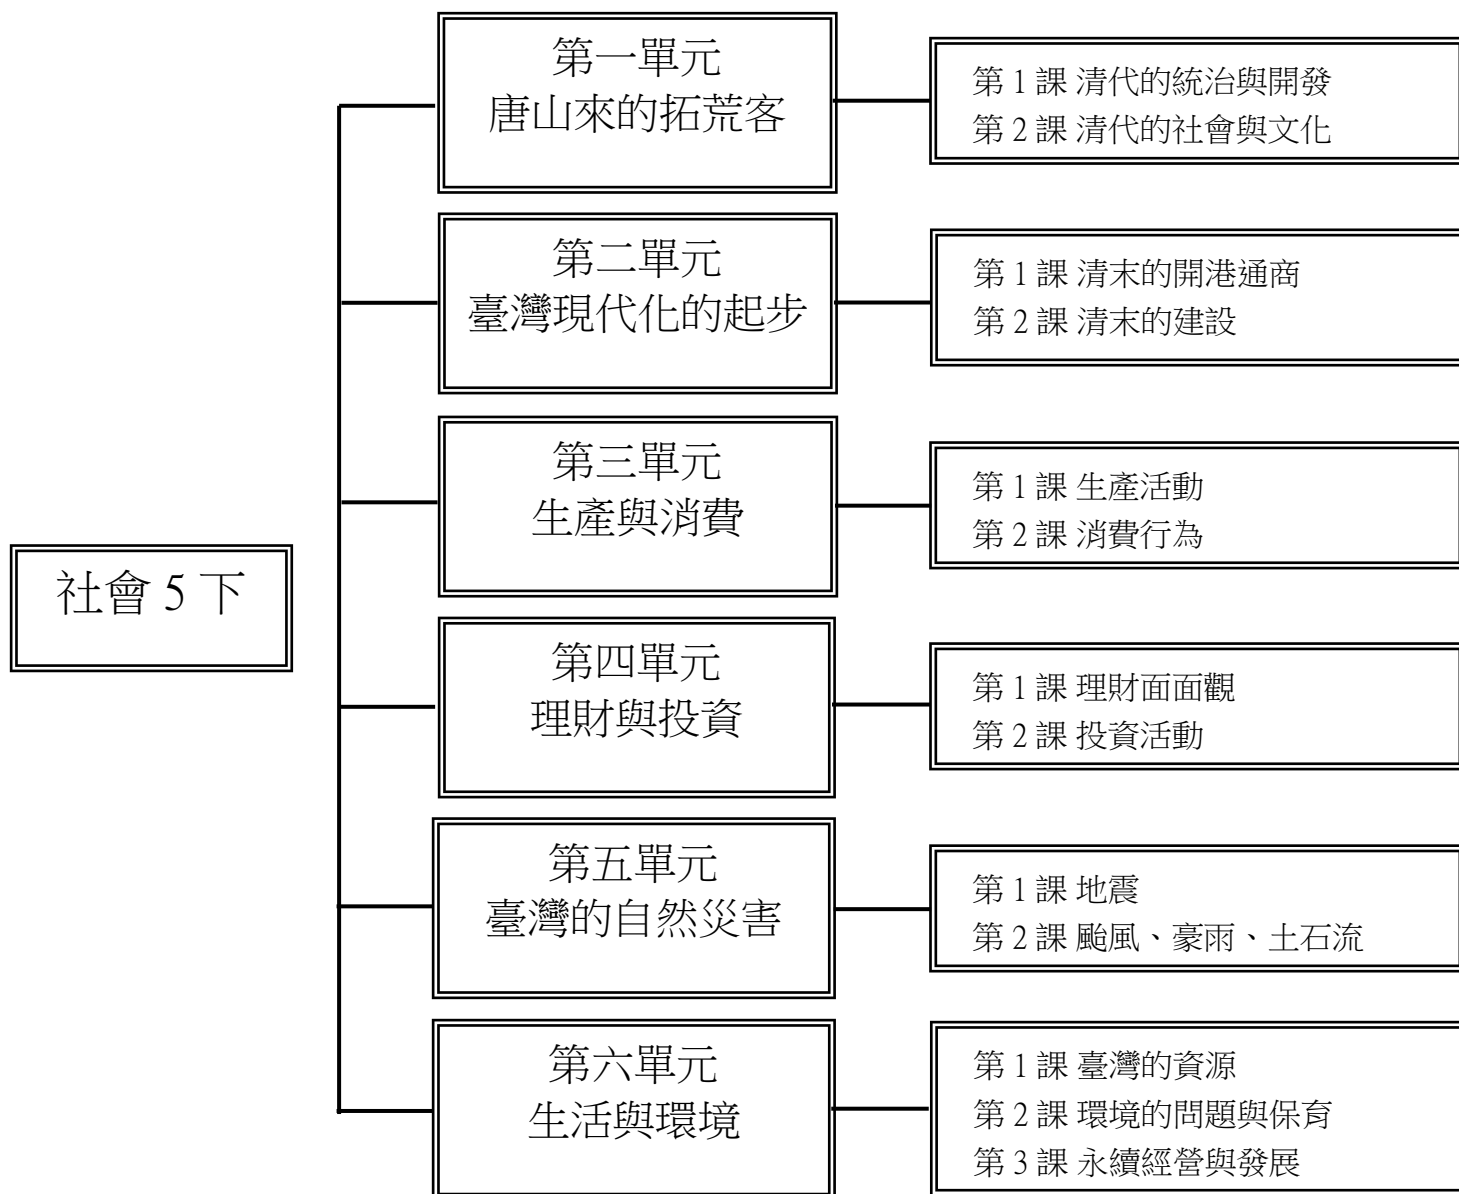 社會 5 下
第一單元
唐山來的拓荒客
第 1 課 清代的統治與開發
第 2 課 清代的社會與文化
第二單元
臺灣現代化的起步
第 1 課 清末的開港通商
第 2 課 清末的建設
第三單元
生產與消費
第 1 課 生產活動
第 2 課 消費行為
第四單元
理財與投資
第 1 課 理財面面觀
第 2 課 投資活動
第五單元
臺灣的自然災害
第 1 課 地震
第 2 課 颱風、豪雨、土石流
第六單元
生活與環境
第 1 課 臺灣的資源
第 2 課 環境的問題與保育
第 3 課 永續經營與發展